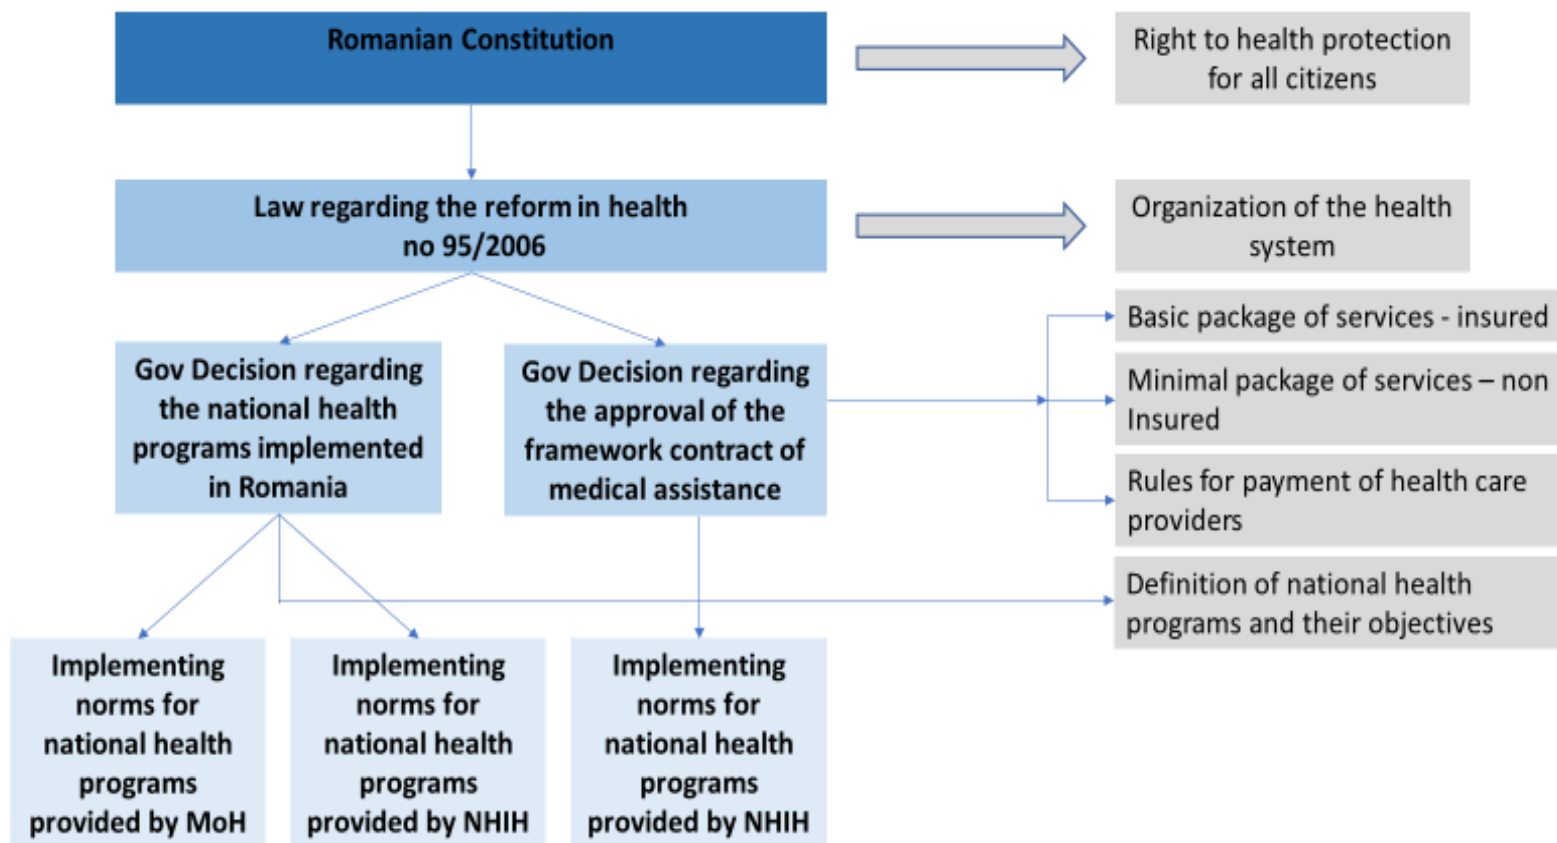 Romanian Constitution
Right to health protection
for all citizens
Law regarding the reform in health
no 95/2006
Organization of the health
system
Gov Decision regarding
the national health
programs implemented
in Romania
Gov Decision regarding
the approval of the
framework contract of
medical assistance
Basic package of services - insured
Minimal package of services – non
Insured
Rules for payment of health care
providers
Definition of national health
programs and their objectives
Implementing
norms for
national health
programs
provided by MoH
Implementing
norms for
national health
programs
provided by NHIH
Implementing
norms for
national health
programs
provided by NHIH